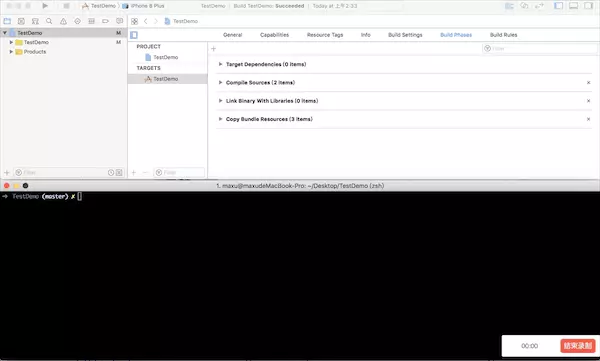 TestDemo iPhone 8 Plus TestDemo Build TestDemo: Succeeded Today at 上午2:33
TestDemo M
TestDemo M
Products
TestDemo
General Capabilities Resource Tags Info Build Settings Build Phases Build Rules
PROJECT
TestDemo
TARGETS
TestDemo
Filter
Target Dependencies (0 items)
Compile Sources (2 items)
Link Binary With Libraries (0 items)
Copy Bundle Resources (3 items)
Filter
Filter
1. maxu@maxudeMacBook-Pro: ~/Desktop/TestDemo (zsh)
➜ TestDemo (master) ✗
00:00 结束录制